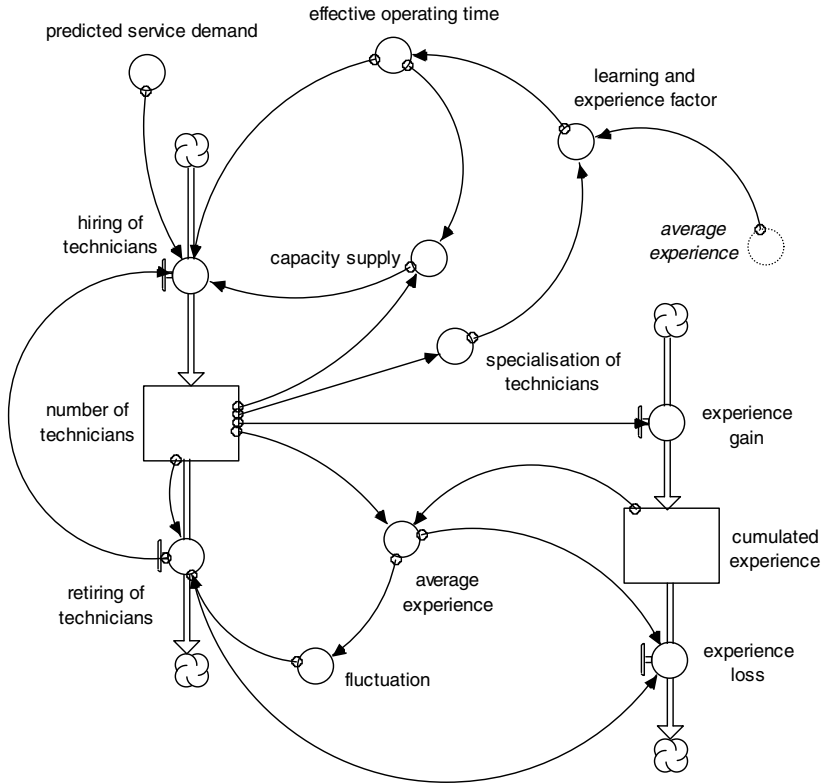 effective operating time
predicted service demand
learning and
experience factor
hiring of
technicians
capacity supply
average
experience
specialisation of
technicians
number of
technicians
experience
gain
cumulated
experience
retiring of
technicians
average
experience
fluctuation
experience
loss